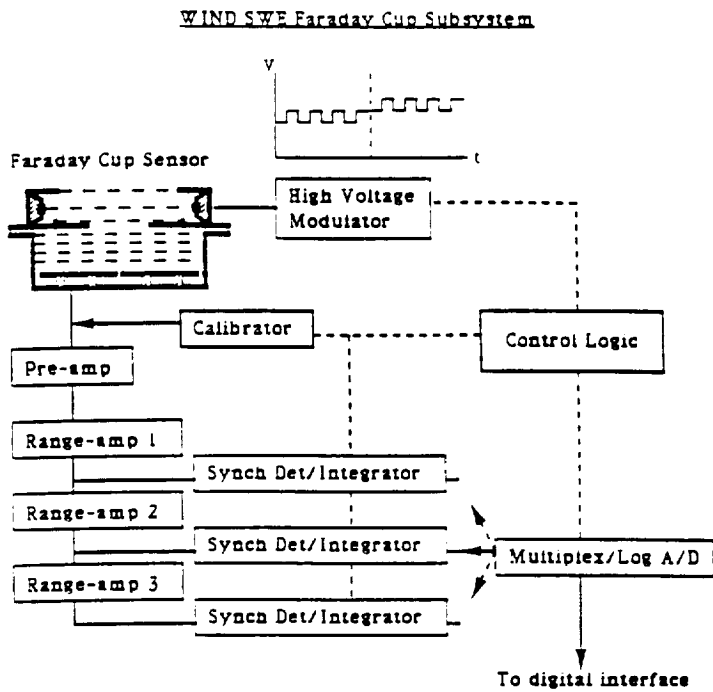 WIND SWE Faraday Cup Subsystem
V
t
Faraday Cup Sensor
High Voltage
Modulator
Calibrator
Control Logic
Pre-amp
Range-amp 1
Synch Det/Integrator
Range-amp 2
Synch Det/Integrator
Multiplex/Log A/D
Range-amp 3
Synch Det/Integrator
To digital interface